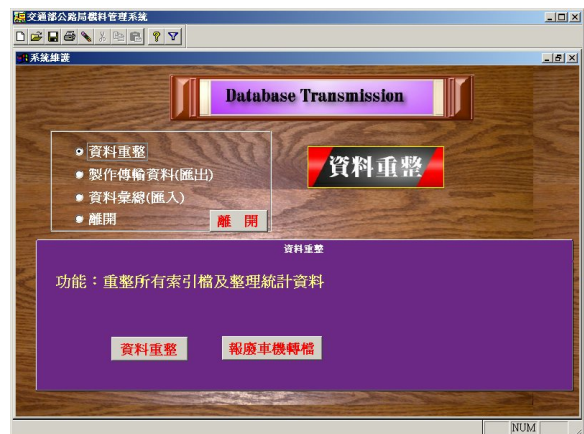 交通部公路局機料管理系統
系統維護
Database Transmission
資料重整
製作傳輸資料(匯出)
資料彙線(匯入)
離開
離 開
資料重整
資料重整
功能：重整所有索引檔及整理統計資料
資料重整
報廢車機轉檔
NUM